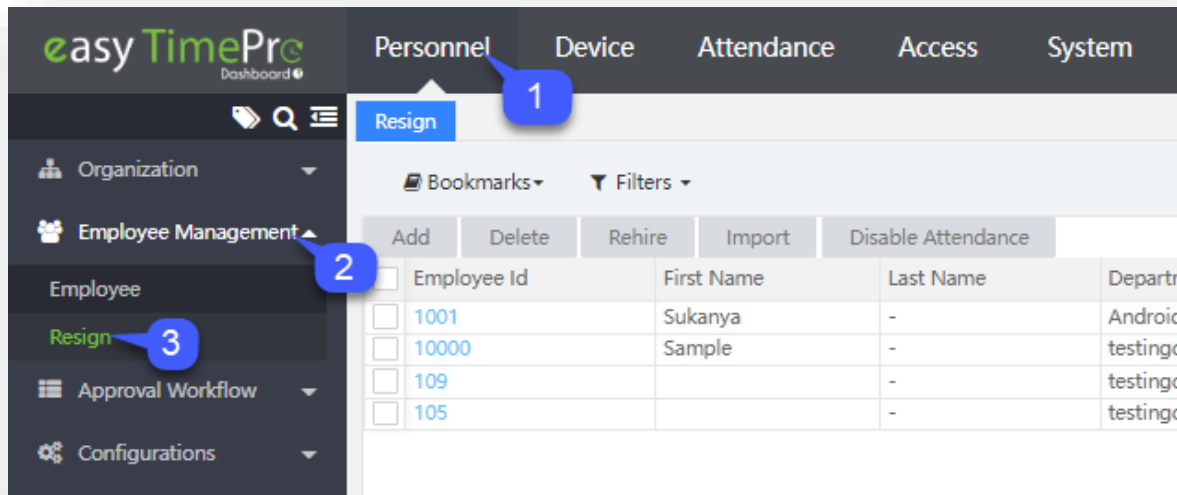 easy TimePro
Dashboard
Personnel Device Attendance Access System
1
Resign
Organization
Bookmarks Filters
Employee Management
2
Add Delete Rehire Import Disable Attendance
Employee Id First Name Last Name Departm
Employee
1001 Sukanya - Android
Resign
3
10000 Sample -
109 -
105 -
Approval Workflow
Configurations